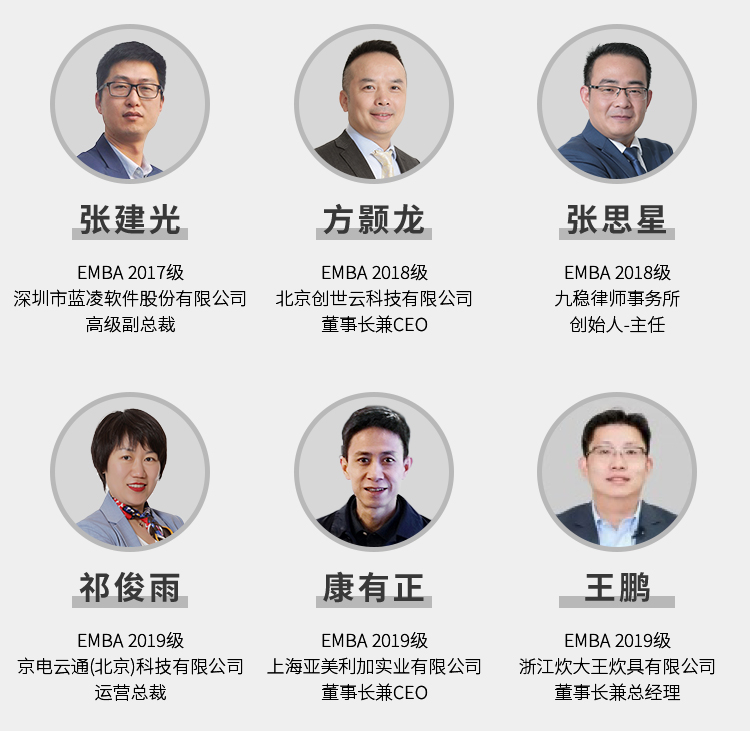 张建光
EMBA 2017级
深圳市蓝凌软件股份有限公司
高级副总裁
方颢龙
EMBA 2018级
北京创世云科技有限公司
董事长兼CEO
张思星
EMBA 2018级
九稳律师事务所
创始人-主任
祁俊雨
EMBA 2019级
京电云通(北京)科技有限公司
运营总裁
康有正
EMBA 2019级
上海亚美利加实业有限公司
董事长兼CEO
王鹏
EMBA 2019级
浙江炊大王炊具有限公司
董事长兼总经理